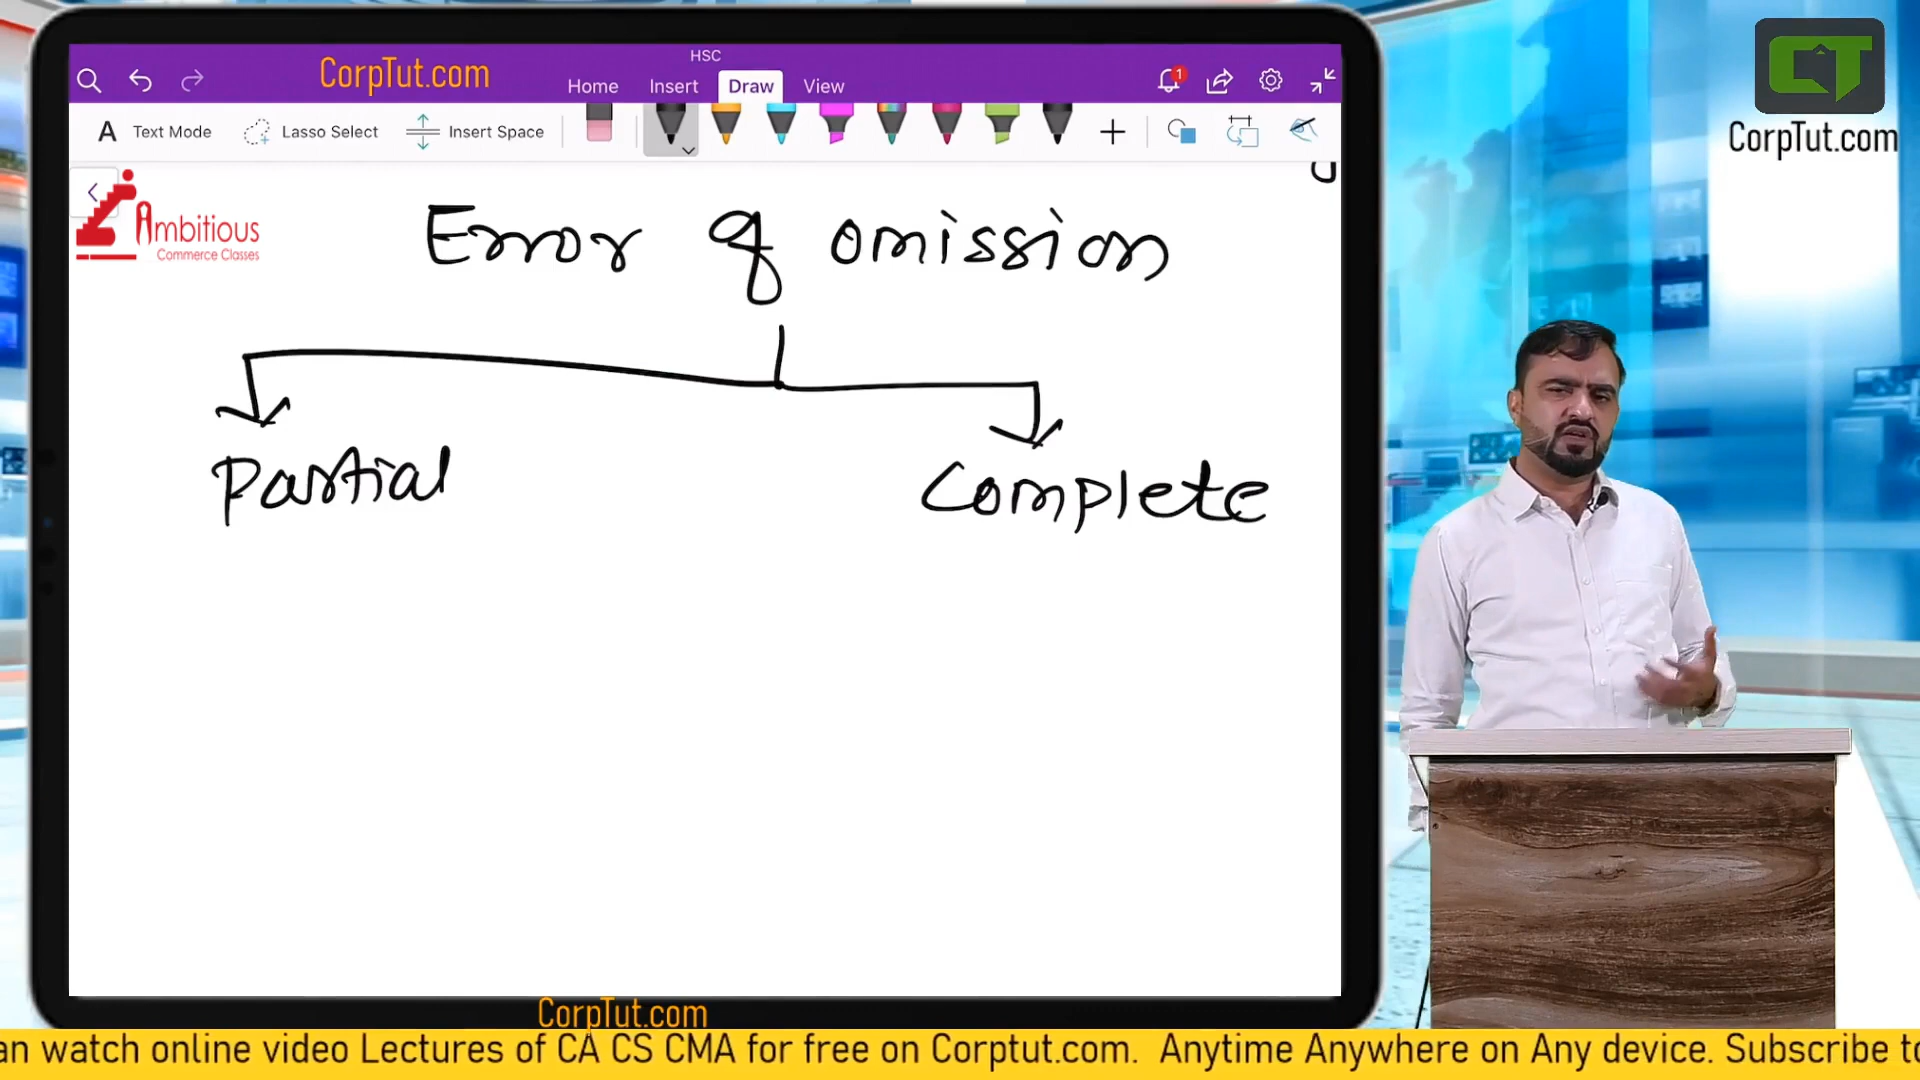 HSC
CorpTut.com
Home Insert Draw View
1
A Text Mode Lasso Select Insert Space
CT
CorpTut.com
Ambitious
Commerce Classes
Error of omission
Partial
Complete
CorpTut.com
an watch online video Lectures of CA CS CMA for free on Corptut.com. Anytime Anywhere on Any device. Subscribe to